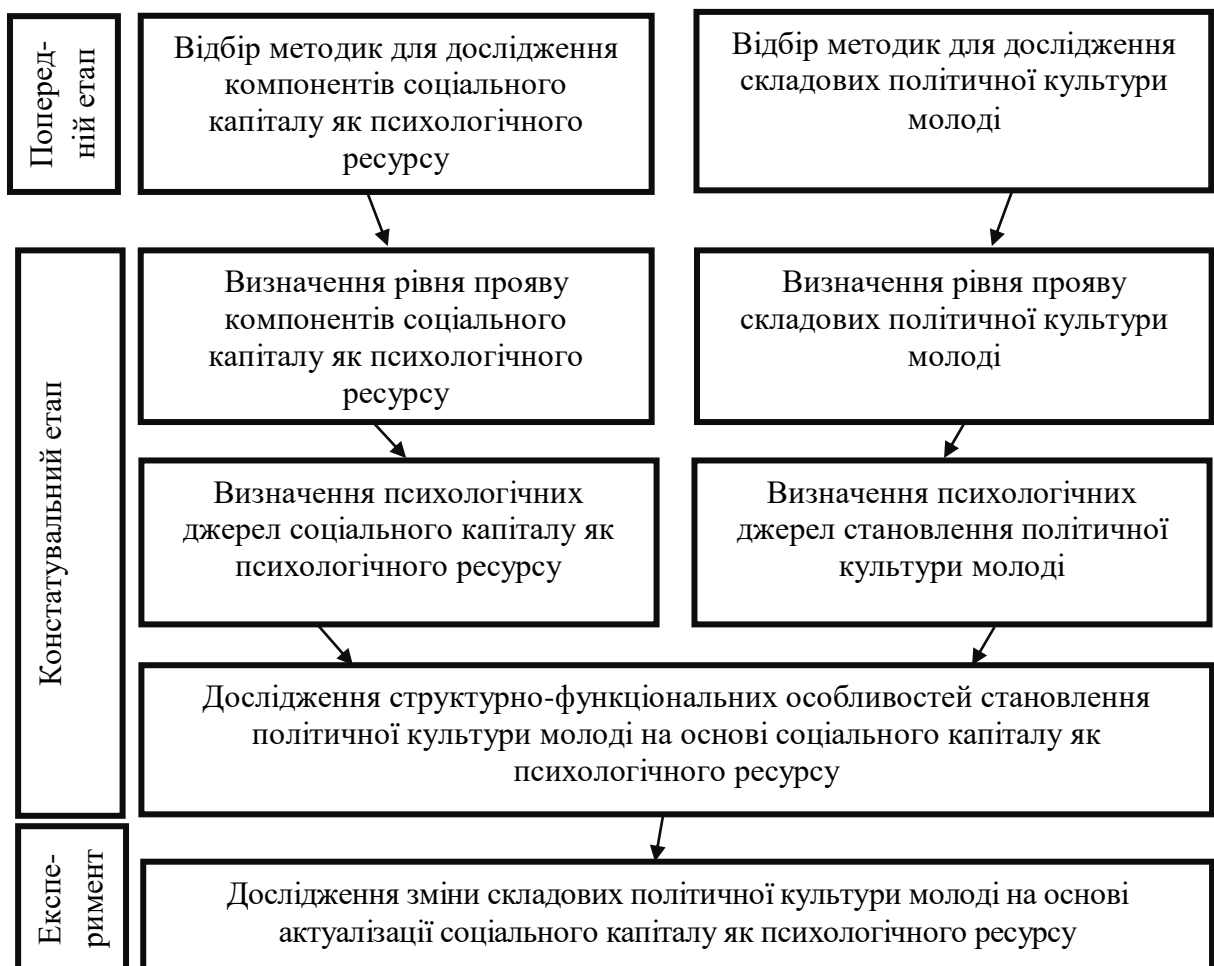 Поперед-
ній етап
Відбір методик для дослідження
компонентів соціального
капіталу як психологічного
ресурсу
Відбір методик для дослідження
складових політичної культури
молоді
Констатувальний етап
Визначення рівня прояву
компонентів соціального
капіталу як психологічного
ресурсу
Визначення рівня прояву
складових політичної культури
молоді
Визначення психологічних
джерел соціального капіталу як
психологічного ресурсу
Визначення психологічних
джерел становлення політичної
культури молоді
Дослідження структурно-функціональних особливостей становлення
політичної культури молоді на основі соціального капіталу як
психологічного ресурсу
Експе-
римент
Дослідження зміни складових політичної культури молоді на основі
актуалізації соціального капіталу як психологічного ресурсу